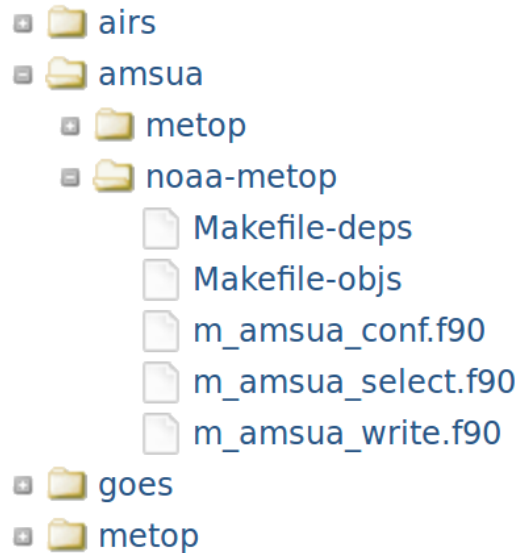 airs
amsua
metop
noaa-metop
Makefile-deps
Makefile-objs
m_amsua_conf.f90
m_amsua_select.f90
m_amsua_write.f90
goes
metop